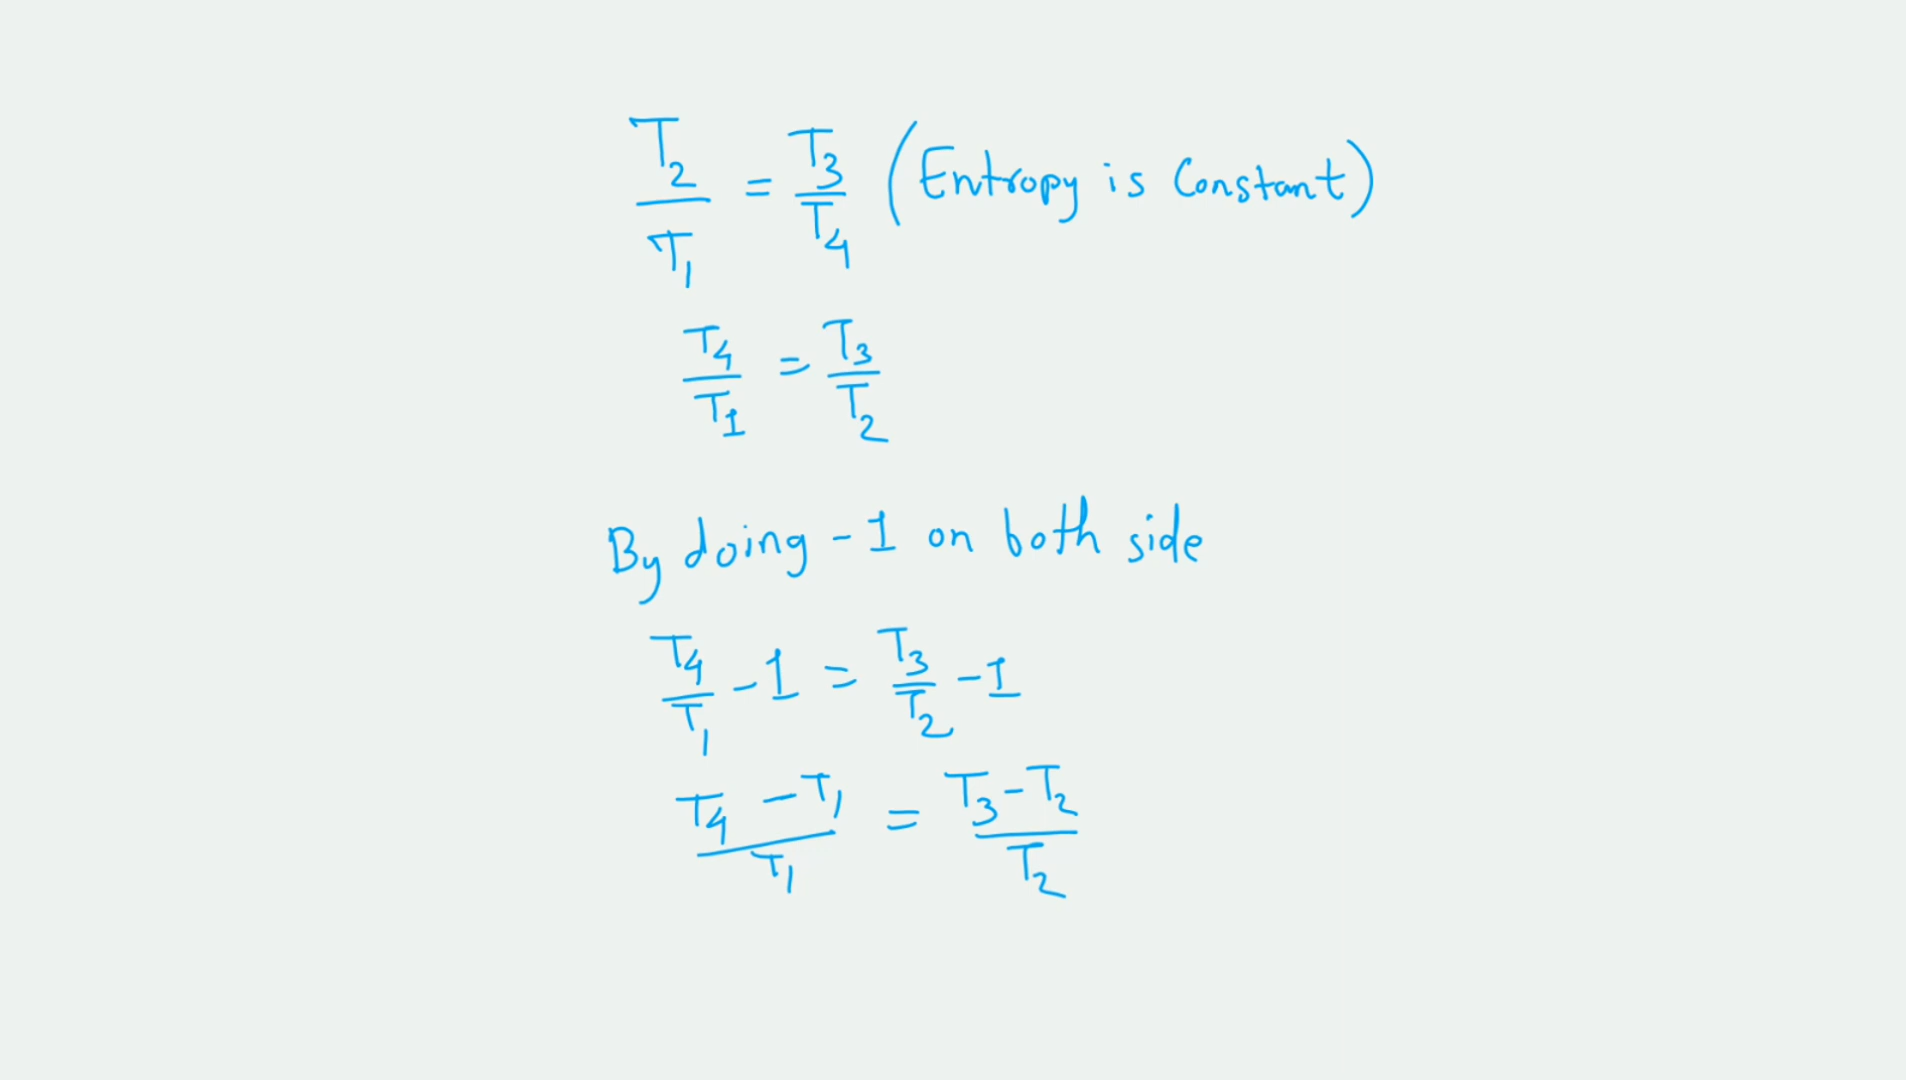 T₂/T₁ = T₃/T₄ (Entropy is Constant)
T₄/T₁ = T₃/T₂
By doing -1 on both side
T₄/T₁ - 1 = T₃/T₂ - 1
T₄ - T₁/T₁ = T₃ - T₂/T₂